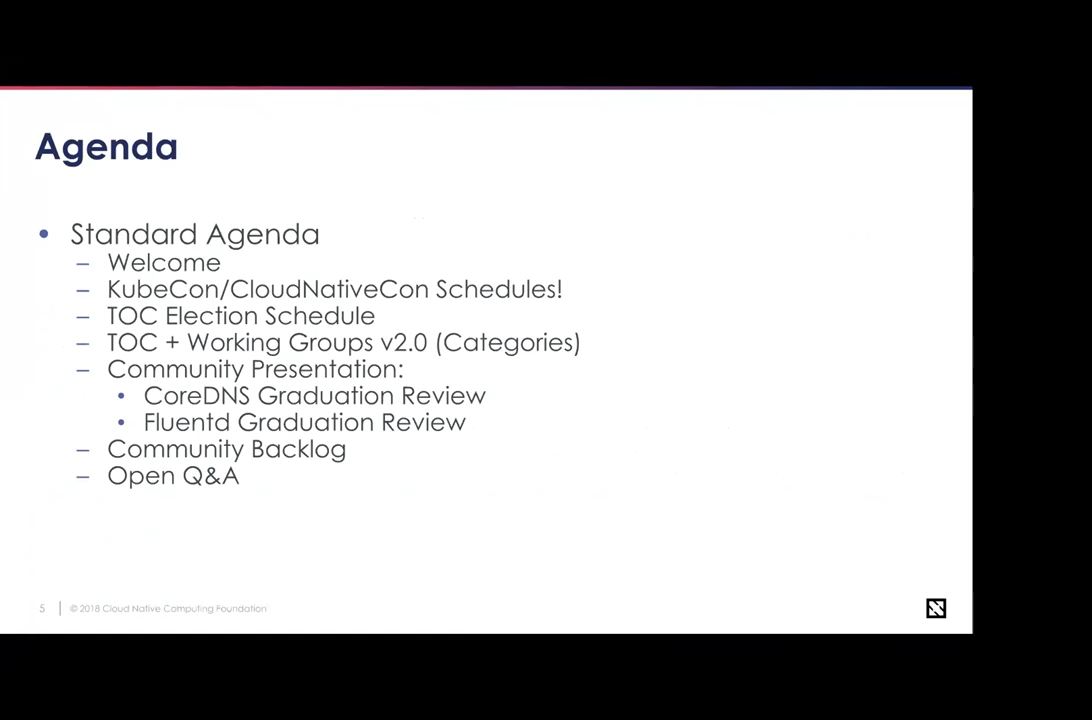 Agenda
• Standard Agenda
– Welcome
– KubeCon/CloudNativeCon Schedules!
– TOC Election Schedule
– TOC + Working Groups v2.0 (Categories)
– Community Presentation:
• CoreDNS Graduation Review
• Fluentd Graduation Review
– Community Backlog
– Open Q&A
5 | © 2018 Cloud Native Computing Foundation